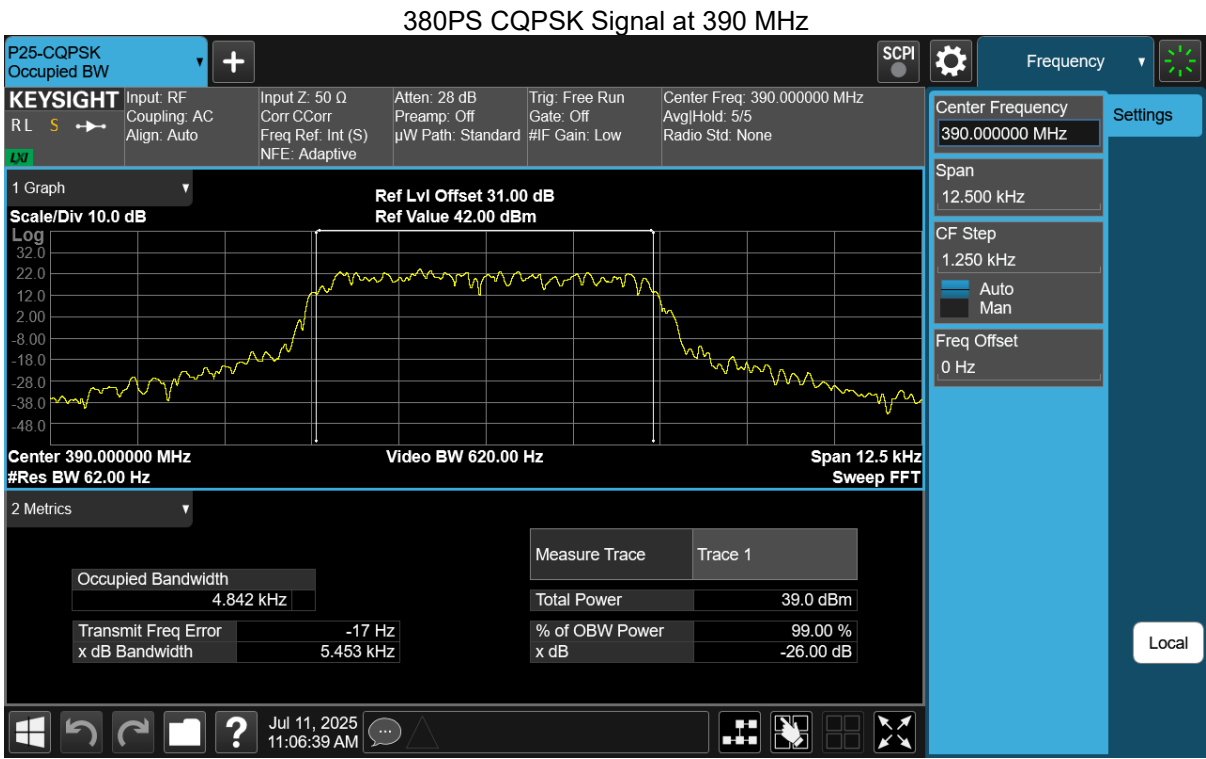 380PS CQPSK Signal at 390 MHz
P25-CQPSK
Occupied BW
▼
+
SCPI
Frequency
▼
KEYSIGHT
RL S
LXI
Input: RF
Coupling: AC
Align: Auto
Input Z: 50 Ω
Corr CCorr
Freq Ref: Int (S)
NFE: Adaptive
Atten: 28 dB
Preamp: Off
µW Path: Standard
Trig: Free Run
Gate: Off
#IF Gain: Low
Center Freq: 390.000000 MHz
Avg|Hold: 5/5
Radio Std: None
Center Frequency
390.000000 MHz
Settings
Span
12.500 kHz
CF Step
1.250 kHz
Auto
Man
Freq Offset
0 Hz
1 Graph ▼
Scale/Div 10.0 dB
Ref Lvl Offset 31.00 dB
Ref Value 42.00 dBm
Log
32.0
22.0
12.0
2.00
-8.00
-18.0
-28.0
-38.0
-48.0
Center 390.000000 MHz
#Res BW 62.00 Hz
Video BW 620.00 Hz
Span 12.5 kHz
Sweep FFT
2 Metrics ▼
Measure Trace Trace 1
Occupied Bandwidth
4.842 kHz
Total Power 39.0 dBm
Transmit Freq Error -17 Hz
% of OBW Power 99.00 %
x dB Bandwidth 5.453 kHz
x dB -26.00 dB
Local
?
Jul 11, 2025
11:06:39 AM
...